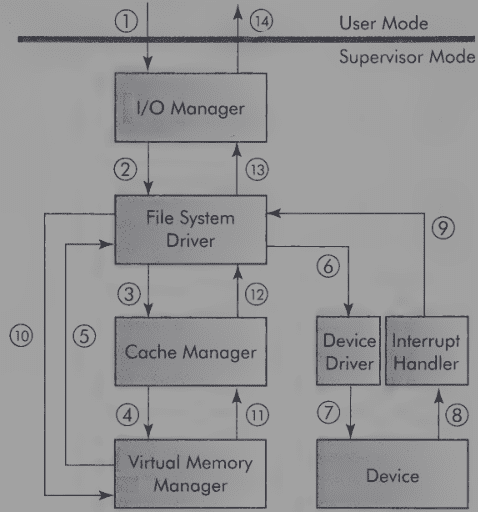 ① ⑭ User Mode
Supervisor Mode
I/O Manager
② ⑬
File System
Driver
⑨
⑥
③ ⑫
⑩ ⑤
Cache Manager
Device
Driver
Interrupt
Handler
④ ⑪ ⑦ ⑧
Virtual Memory
Manager
Device